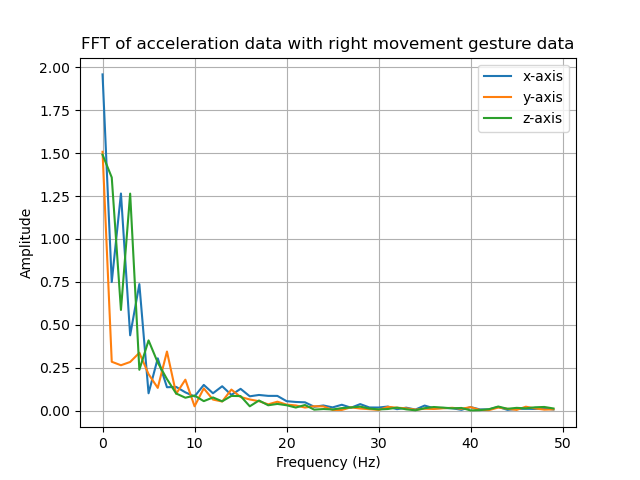 FFT of acceleration data with right movement gesture data
x-axis
y-axis
z-axis
2.00
1.75
1.50
1.25
1.00
0.75
0.50
0.25
0.00
Amplitude
0 10 20 30 40 50
Frequency (Hz)